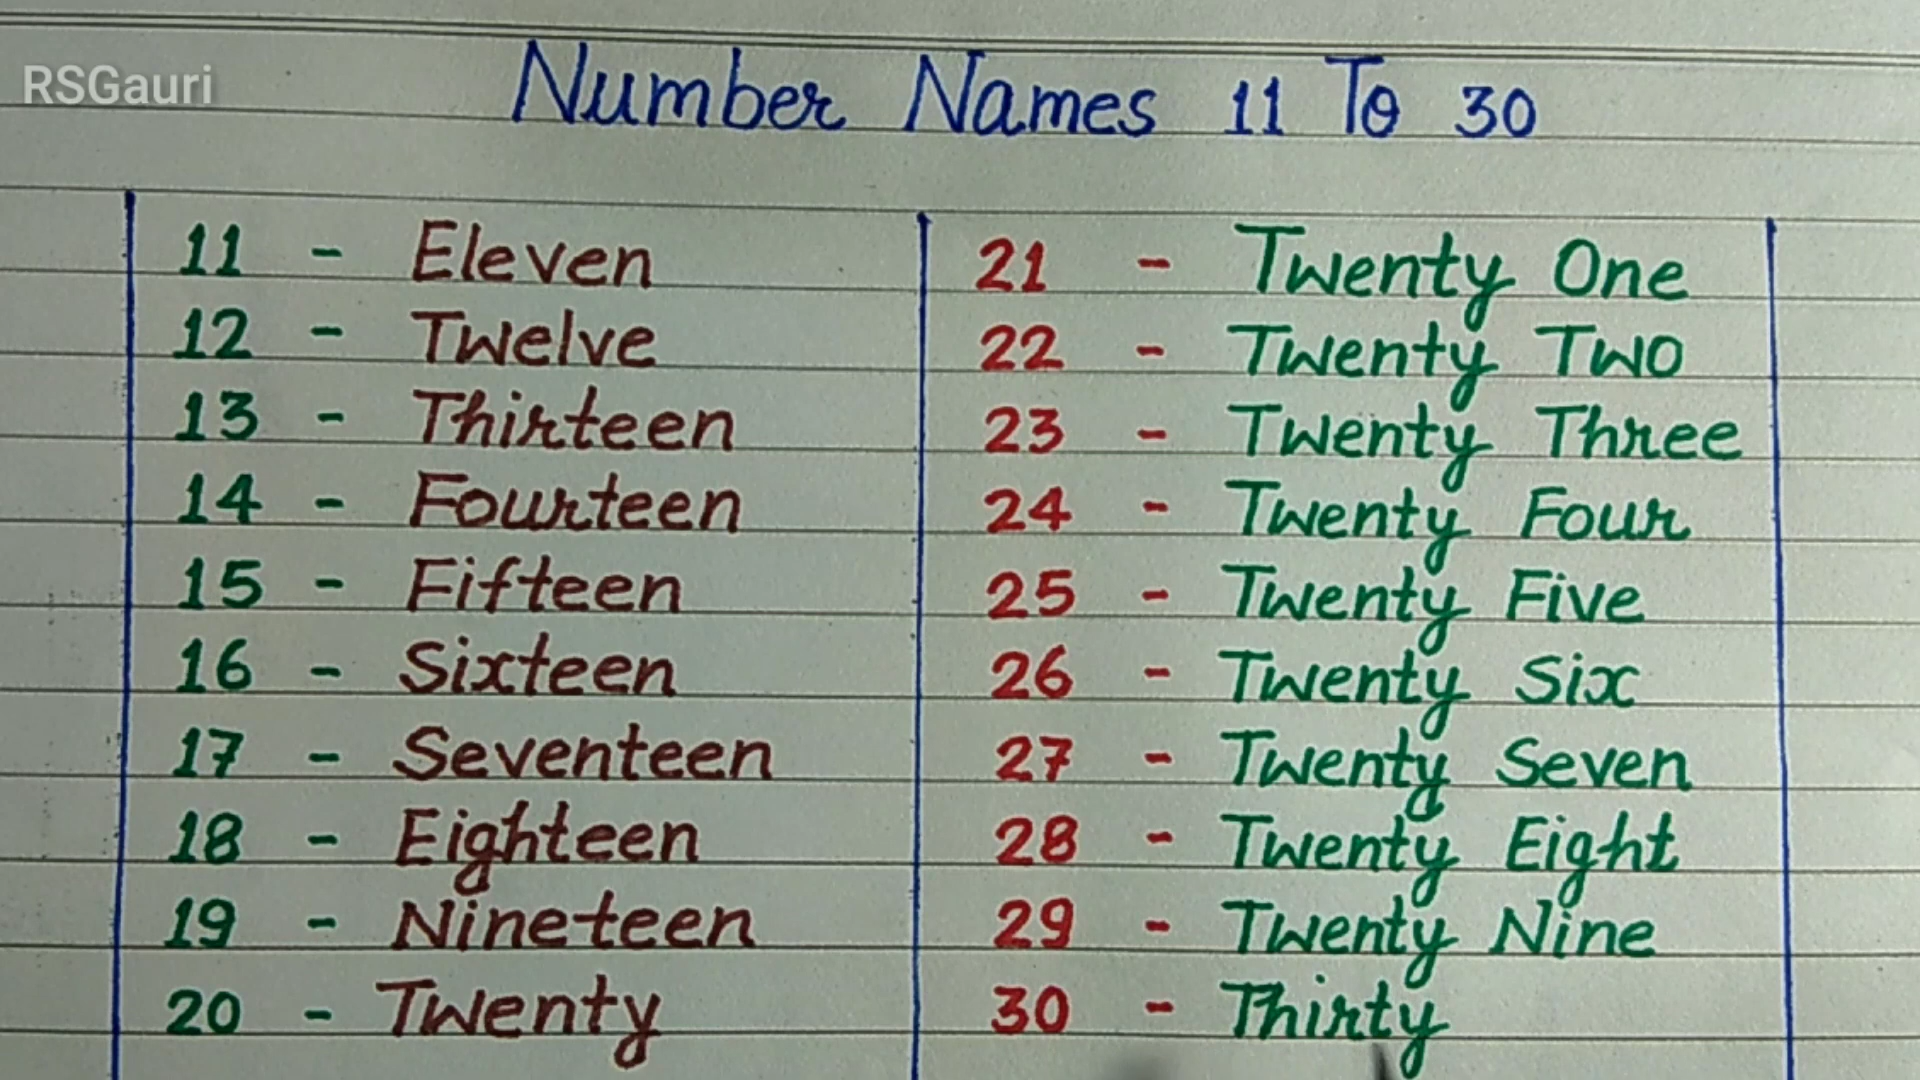 RSGauri
Number Names 11 To 30
11 - Eleven
12 - Twelve
13 - Thirteen
14 - Fourteen
15 - Fifteen
16 - Sixteen
17 - Seventeen
18 - Eighteen
19 - Nineteen
20 - Twenty
21 - Twenty One
22 - Twenty Two
23 - Twenty Three
24 - Twenty Four
25 - Twenty Five
26 - Twenty Six
27 - Twenty Seven
28 - Twenty Eight
29 - Twenty Nine
30 - Thirty